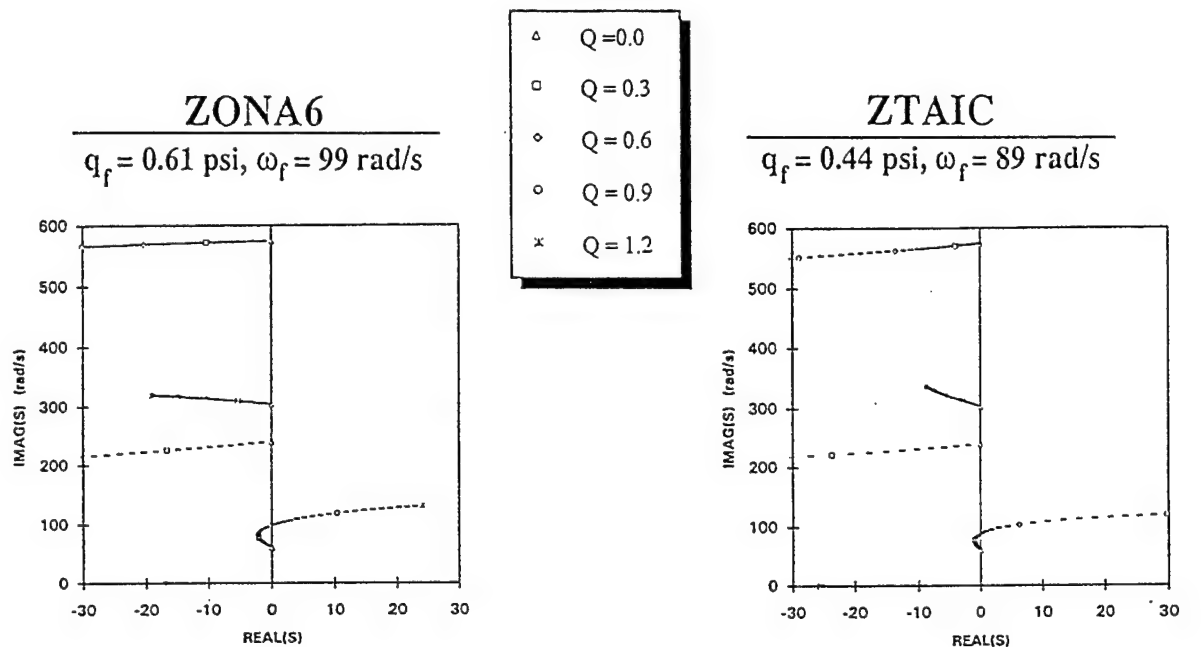 Q =0.0
Q = 0.3
Q = 0.6
Q = 0.9
Q = 1.2
ZONA6
q_f = 0.61 psi, ω_f = 99 rad/s
600
500
400
300
200
100
0
IMAG(S) (rad/s)
-30 -20 -10 0 10 20 30
REAL(S)
ZTAIC
q_f = 0.44 psi, ω_f = 89 rad/s
600
500
400
300
200
100
0
IMAG(S) (rad/s)
-30 -20 -10 0 10 20 30
REAL(S)